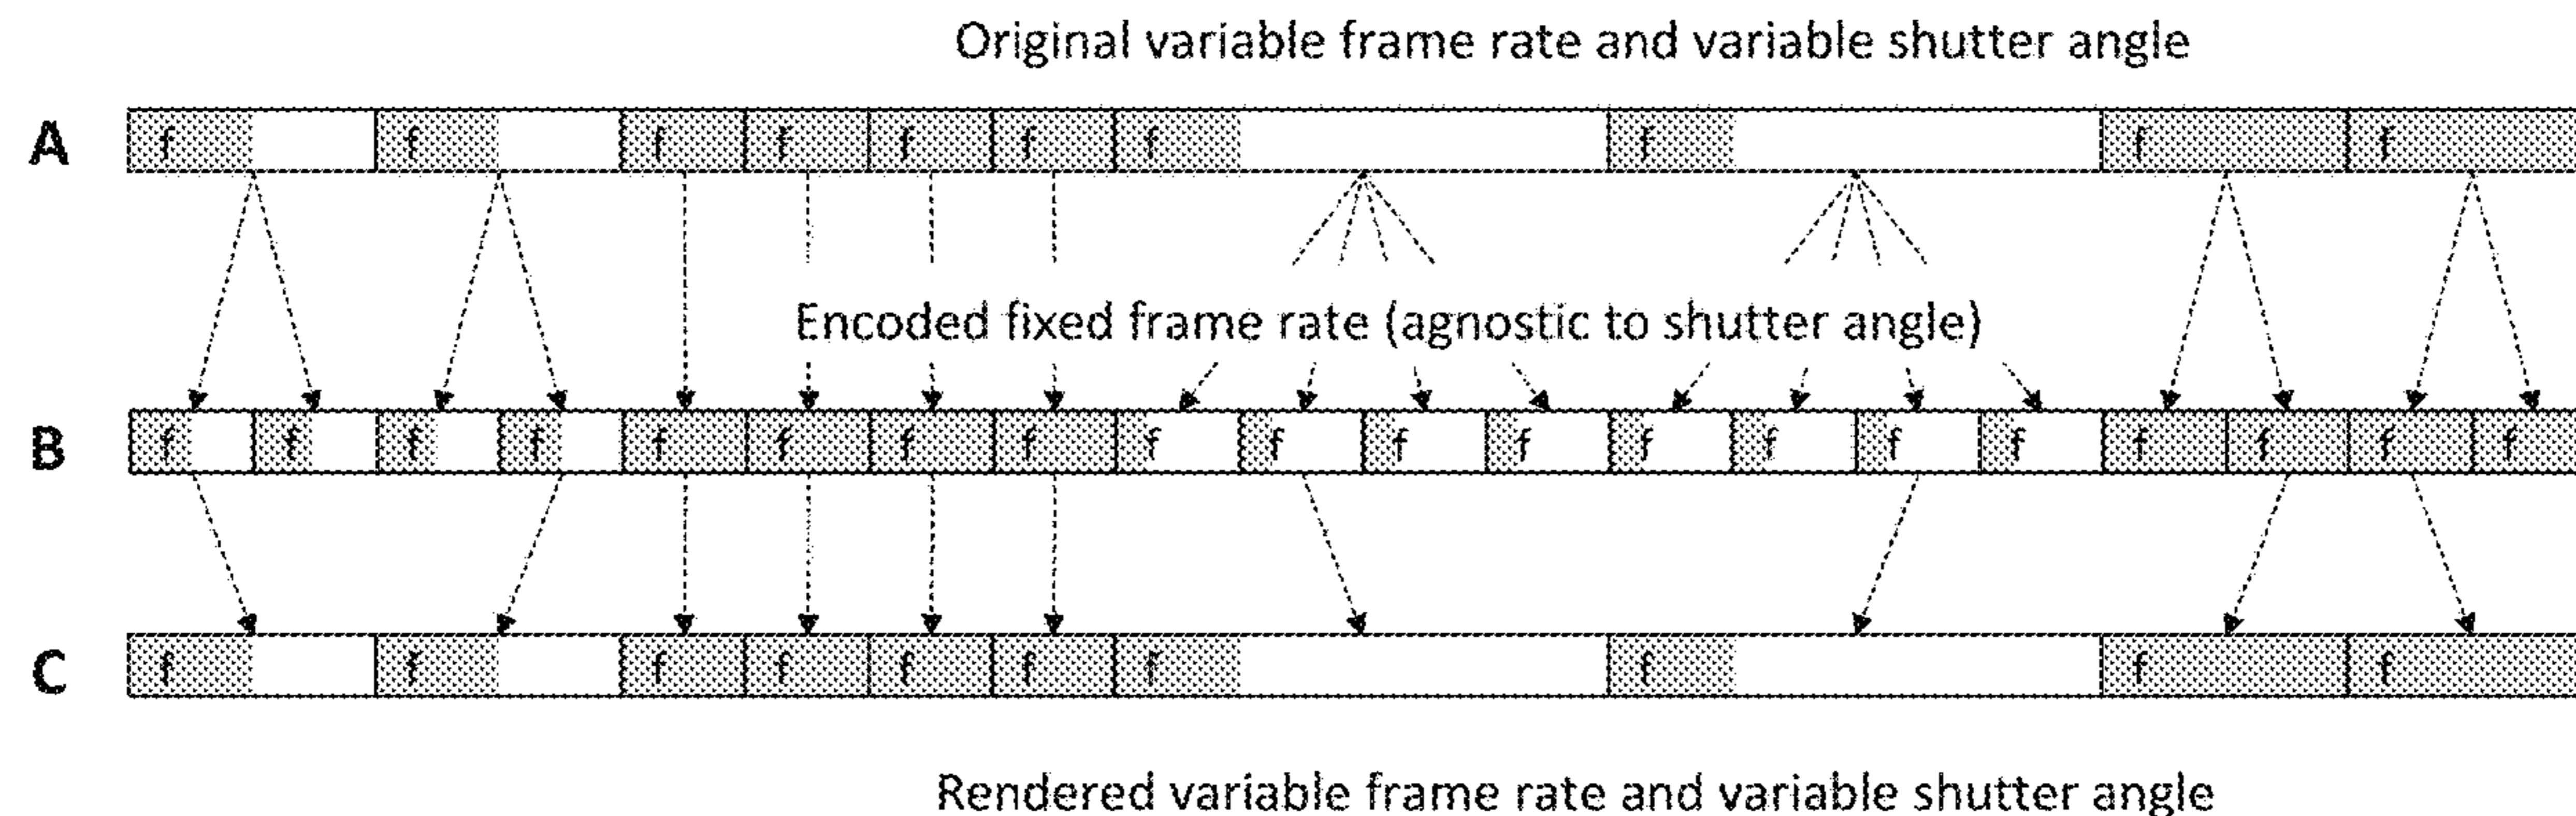 Original variable frame rate and variable shutter angle
A f f f f f f f f f f
Encoded fixed frame rate (agnostic to shutter angle)
B f f f f f f f f f f f f f f f f f f f f
C f f f f f f f f f f
Rendered variable frame rate and variable shutter angle